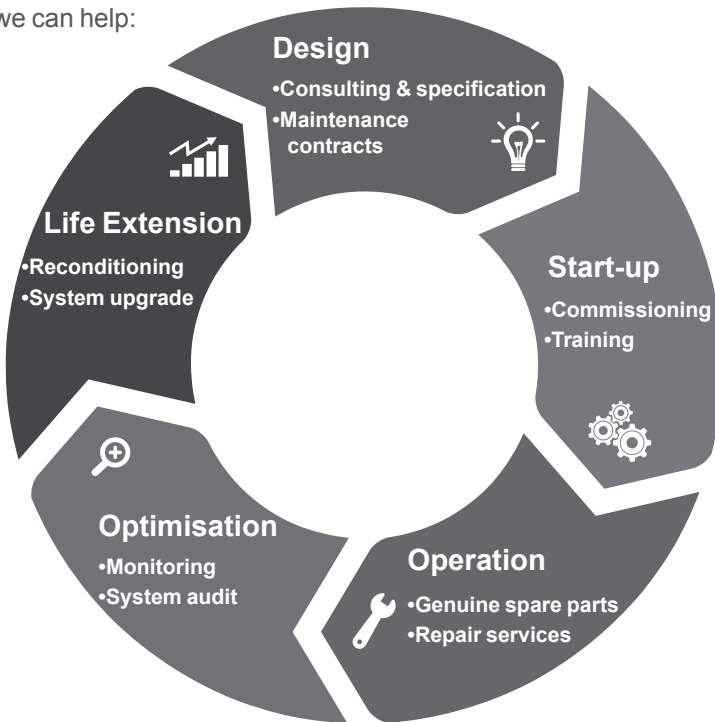 we can help:
Design
•Consulting & specification
•Maintenance
contracts
Start-up
•Commissioning
•Training
Operation
•Genuine spare parts
•Repair services
Optimisation
•Monitoring
•System audit
Life Extension
•Reconditioning
•System upgrade